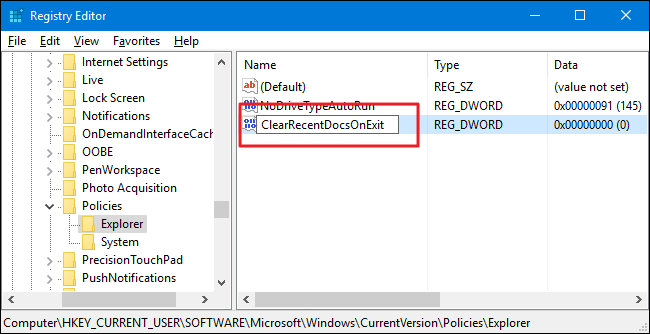 Registry Editor
File Edit View Favorites Help
Internet Settings
Live
Lock Screen
Notifications
OnDemandInterfaceCach
OOBE
PenWorkspace
Photo Acquisition
Policies
Explorer
System
PrecisionTouchPad
PushNotifications
Name Type Data
ab (Default) REG_SZ (value not set)
NoDriveTypeAutoRun REG_DWORD 0x00000091 (145)
ClearRecentDocsOnExit REG_DWORD 0x00000000 (0)
Computer\HKEY_CURRENT_USER\SOFTWARE\Microsoft\Windows\CurrentVersion\Policies\Explorer